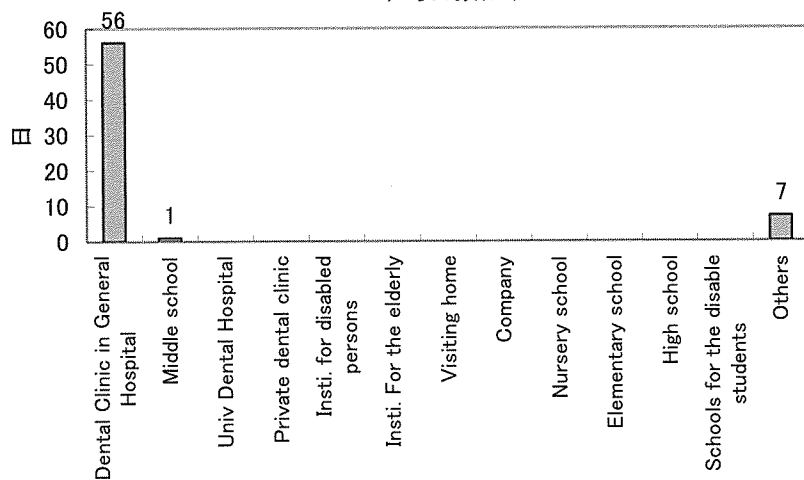 60
56
50
40
30
20
10
0
日
1
7
Dental Clinic in General
Hospital
Middle school
Univ Dental Hospital
Private dental clinic
Insti. for disabled
persons
Insti. For the elderly
Visiting home
Company
Nursery school
Elementary school
High school
Schools for the disable
students
Others